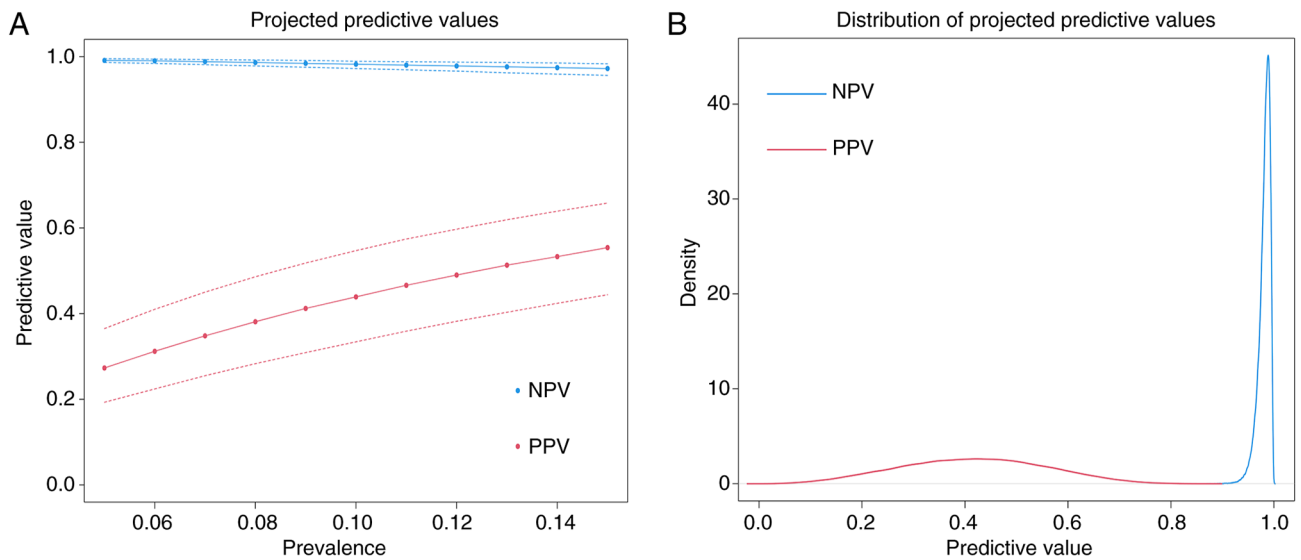 A
Projected predictive values
Predictive value
1.0
0.8
0.6
0.4
0.2
0.0
NPV
PPV
0.06
0.08
0.10
0.12
0.14
Prevalence
B
Distribution of projected predictive values
Density
40
30
20
10
0
NPV
PPV
0.0
0.2
0.4
0.6
0.8
1.0
Predictive value